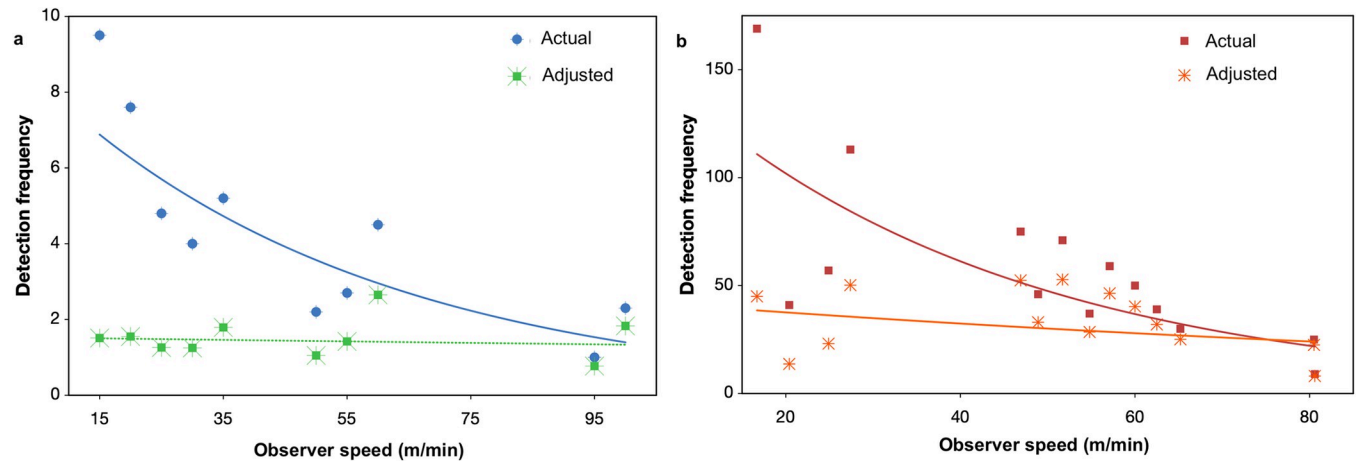 a
Detection frequency
10
8
6
4
2
0
15
35
55
75
95
Observer speed (m/min)
Actual
Adjusted
b
Detection frequency
150
100
50
0
20
40
60
80
Observer speed (m/min)
Actual
Adjusted